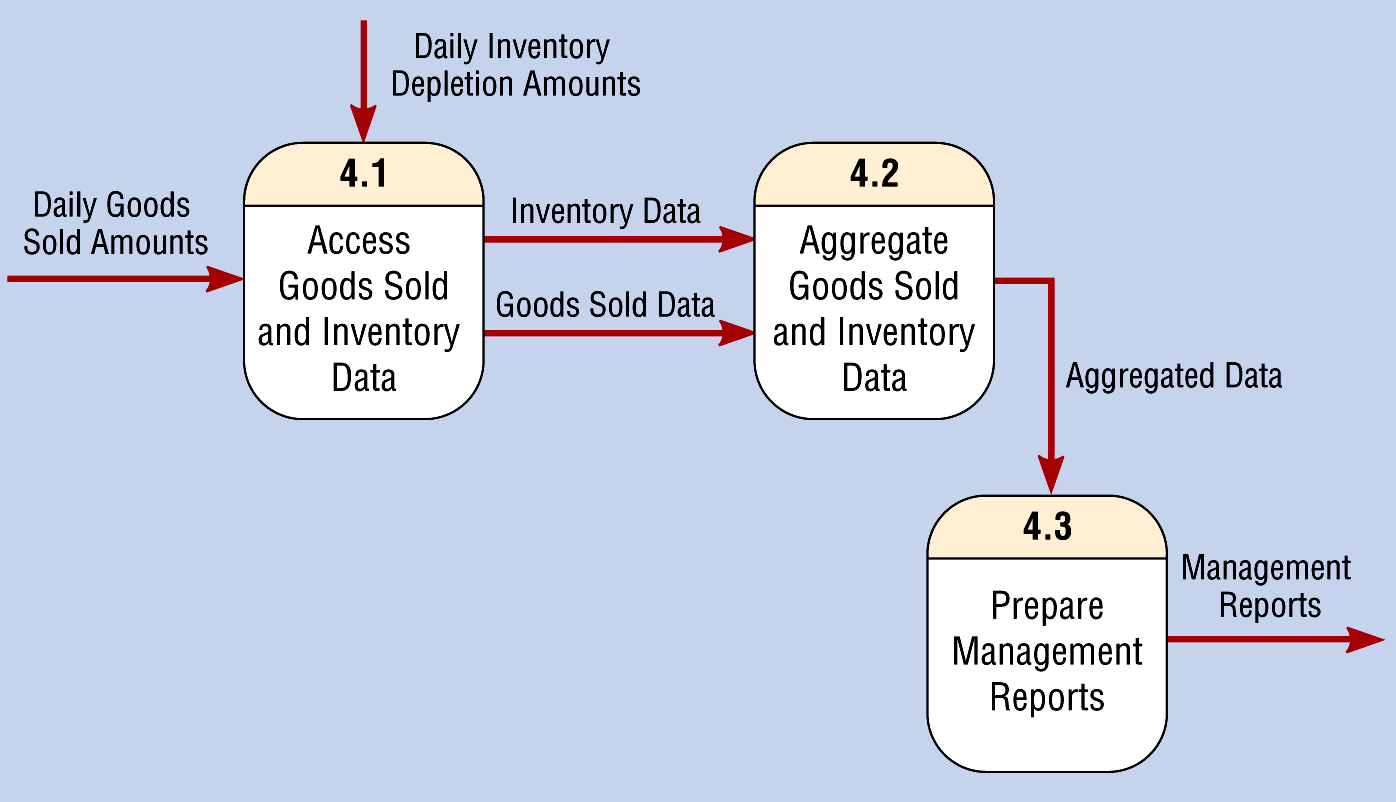 Daily Inventory
Depletion Amounts
Daily Goods
Sold Amounts
4.1
Access
Goods Sold
and Inventory
Data
Inventory Data
Goods Sold Data
4.2
Aggregate
Goods Sold
and Inventory
Data
Aggregated Data
4.3
Prepare
Management
Reports
Management
Reports